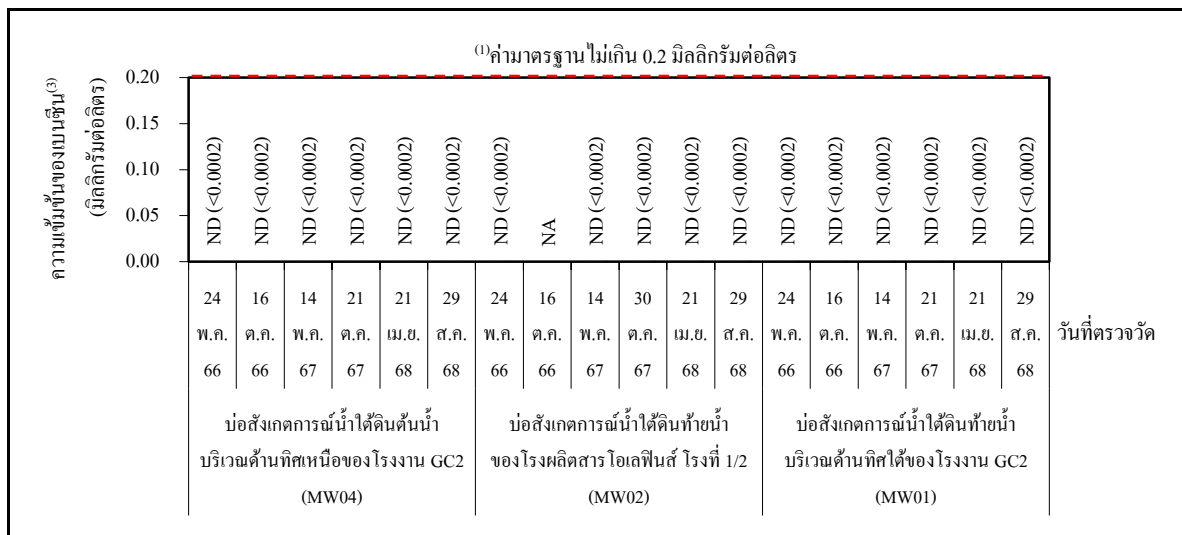 (1)ค่ามาตรฐานไม่เกิน 0.2 มิลลิกรัมต่อลิตร
ความเข้มข้นของเบนซีน(3)
(มิลลิกรัมต่อลิตร)
0.20
0.15
0.10
0.05
0.00
ND (<0.0002) ND (<0.0002) ND (<0.0002) ND (<0.0002) ND (<0.0002) ND (<0.0002) ND (<0.0002) NA ND (<0.0002) ND (<0.0002) ND (<0.0002) ND (<0.0002) ND (<0.0002) ND (<0.0002) ND (<0.0002) ND (<0.0002) ND (<0.0002) ND (<0.0002)
24 16 14 21 21 29 24 16 14 30 21 29 24 16 14 21 21 29
พ.ค. ต.ค. พ.ค. ต.ค. เม.ย. ส.ค. พ.ค. ต.ค. พ.ค. ต.ค. เม.ย. ส.ค. พ.ค. ต.ค. พ.ค. ต.ค. เม.ย. ส.ค. วันที่ตรวจวัด
66 66 67 67 68 68 66 66 67 67 68 68 66 66 67 67 68 68
บ่อสังเกตการณ์น้ำใต้ดินต้นน้ำ
บริเวณด้านทิศเหนือของโรงงาน GC2
(MW04)
บ่อสังเกตการณ์น้ำใต้ดินท้ายน้ำ
ของโรงผลิตสารโอเลฟินส์ โรงที่ 1/2
(MW02)
บ่อสังเกตการณ์น้ำใต้ดินท้ายน้ำ
บริเวณด้านทิศใต้ของโรงงาน GC2
(MW01)